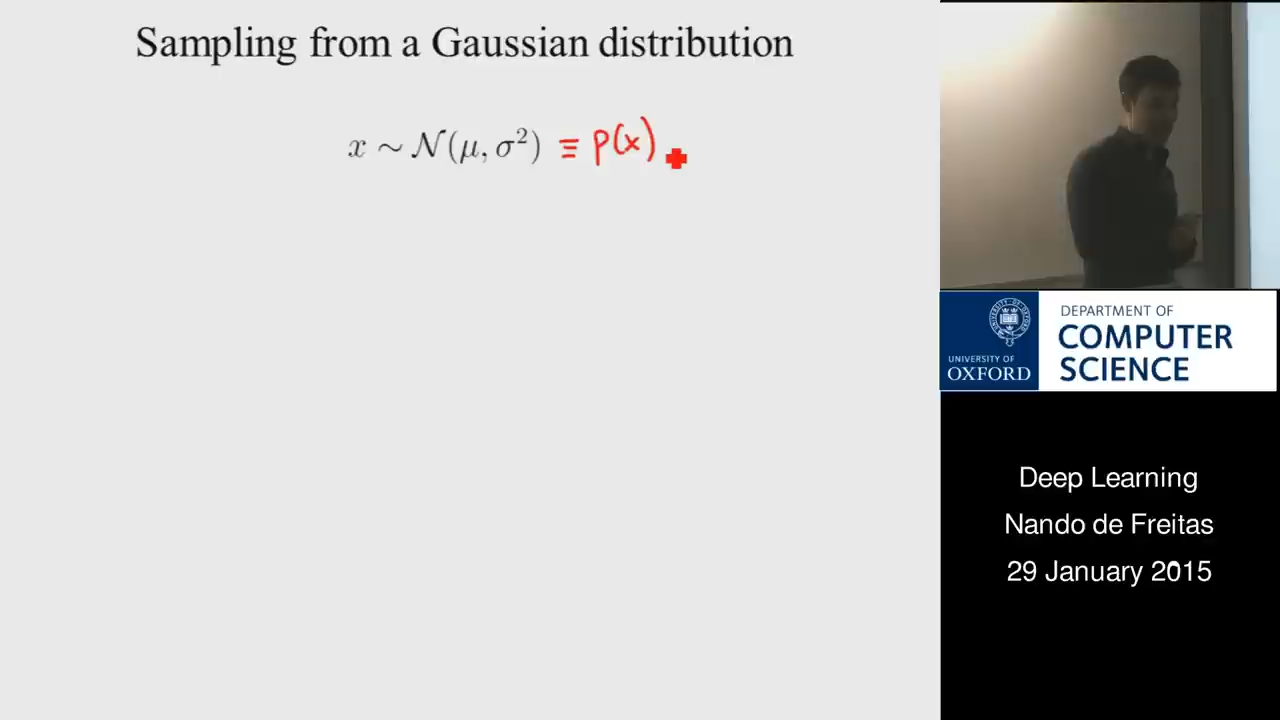 Sampling from a Gaussian distribution
x ∼ 𝒩(μ, σ²) ≡ P(x)
UNIVERSITY OF
OXFORD
DEPARTMENT OF
COMPUTER
SCIENCE
Deep Learning
Nando de Freitas
29 January 2015